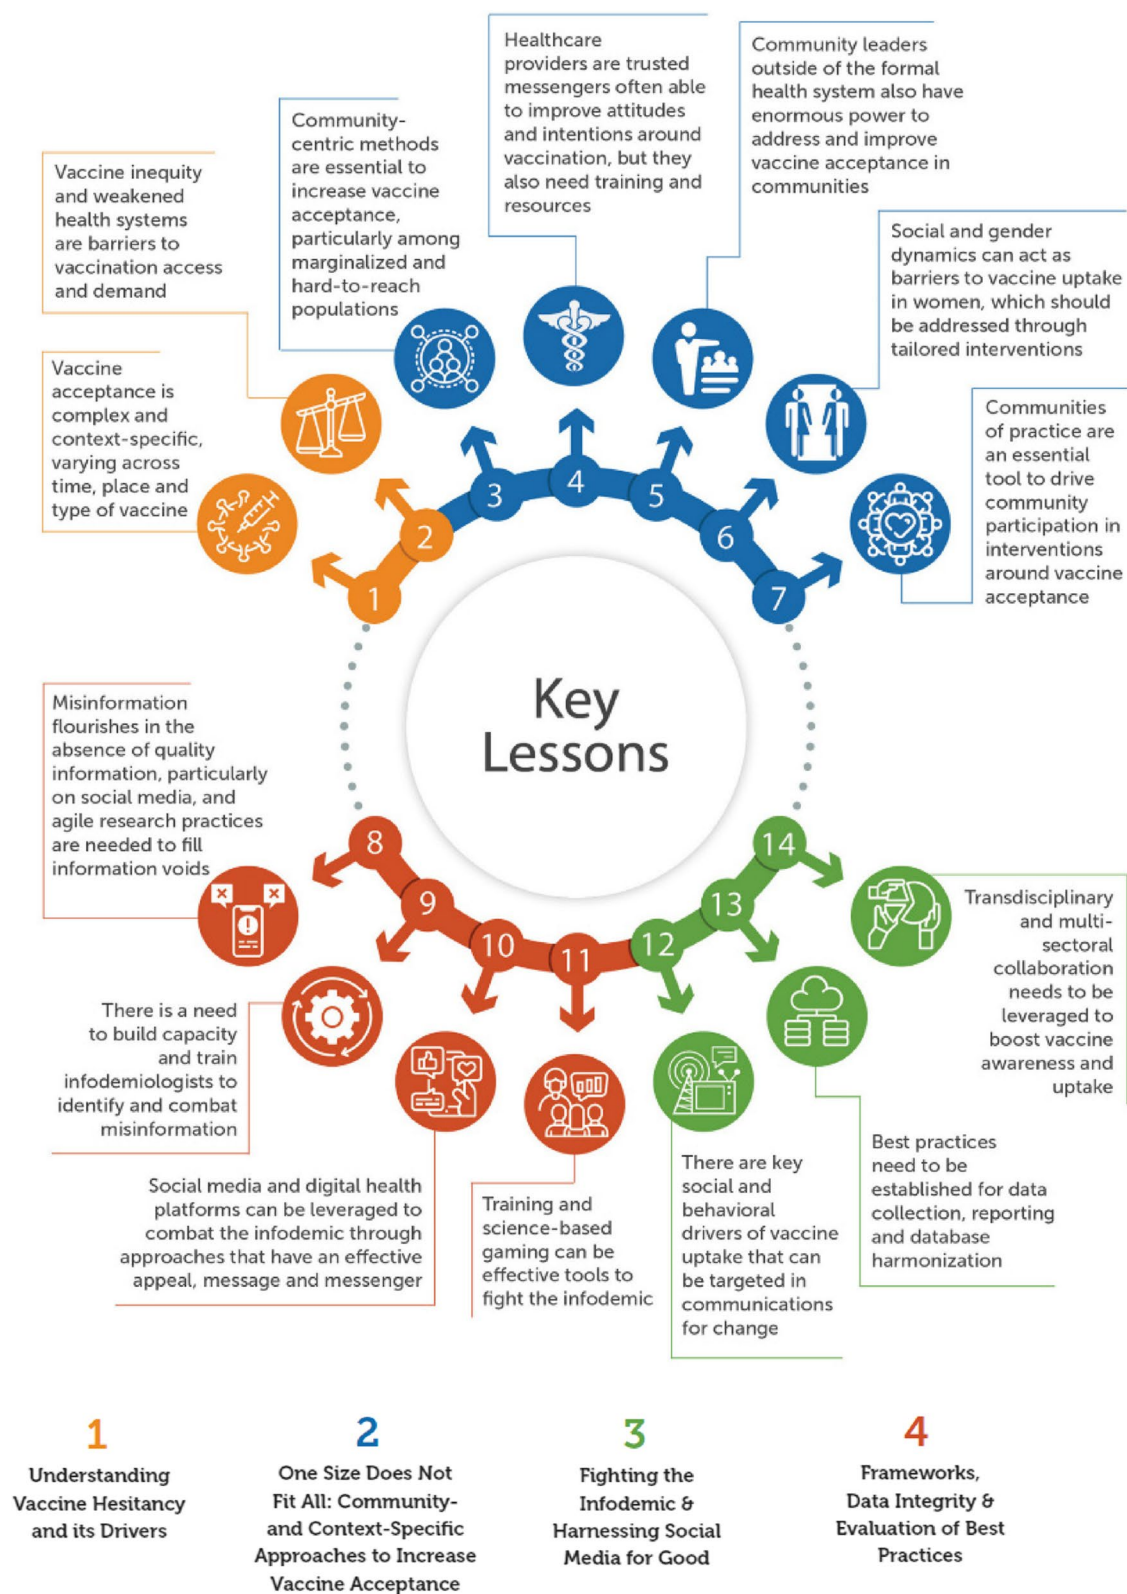 Vaccine
acceptance is
complex and
context-specific,
varying across
time, place and
type of vaccine
Vaccine inequity
and weakened
health systems
are barriers to
vaccination access
and demand
Community-
centric methods
are essential to
increase vaccine
acceptance,
particularly among
marginalized and
hard-to-reach
populations
Healthcare
providers are trusted
messengers often able
to improve attitudes
and intentions around
vaccination, but they
also need training and
resources
Community leaders
outside of the formal
health system also have
enormous power to
address and improve
vaccine acceptance in
communities
Social and gender
dynamics can act as
barriers to vaccine uptake
in women, which should
be addressed through
tailored interventions
Communities
of practice are
an essential
tool to drive
community
participation in
interventions
around vaccine
acceptance
1
2
3
4
5
6
7
Key
Lessons
8
9
10
11
12
13
14
Misinformation
flourishes in the
absence of quality
information, particularly
on social media, and
agile research practices
are needed to fill
information voids
There is a need
to build capacity
and train
infodemiologists to
identify and combat
misinformation
Social media and digital health
platforms can be leveraged to
combat the infodemic through
approaches that have an effective
appeal, message and messenger
Training and
science-based
gaming can be
effective tools to
fight the infodemic
There are key
social and
behavioral
drivers of vaccine
uptake that can
be targeted in
communications
for change
Best practices
need to be
established for data
collection, reporting
and database
harmonization
Transdisciplinary
and multi-
sectoral
collaboration
needs to be
leveraged to
boost vaccine
awareness and
uptake
1
Understanding
Vaccine Hesitancy
and its Drivers
2
One Size Does Not
Fit All: Community-
and Context-Specific
Approaches to Increase
Vaccine Acceptance
3
Fighting the
Infodemic &
Harnessing Social
Media for Good
4
Frameworks,
Data Integrity &
Evaluation of Best
Practices